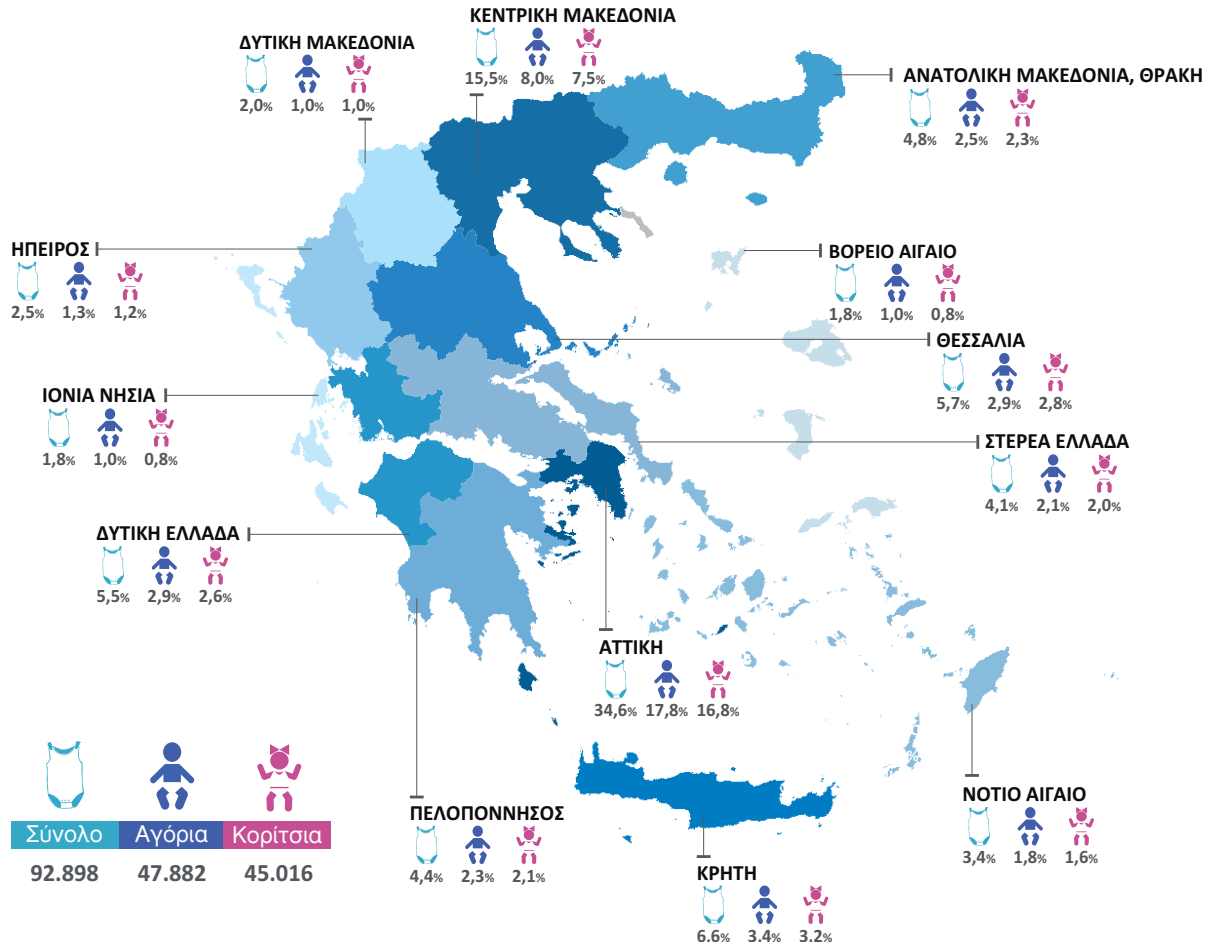 ΚΕΝΤΡΙΚΗ ΜΑΚΕΔΟΝΙΑ
15,5% 8,0% 7,5%
ΔΥΤΙΚΗ ΜΑΚΕΔΟΝΙΑ
2,0% 1,0% 1,0%
ΑΝΑΤΟΛΙΚΗ ΜΑΚΕΔΟΝΙΑ, ΘΡΑΚΗ
4,8% 2,5% 2,3%
ΗΠΕΙΡΟΣ
2,5% 1,3% 1,2%
ΒΟΡΕΙΟ ΑΙΓΑΙΟ
1,8% 1,0% 0,8%
ΘΕΣΣΑΛΙΑ
5,7% 2,9% 2,8%
ΙΟΝΙΑ ΝΗΣΙΑ
1,8% 1,0% 0,8%
ΣΤΕΡΕΑ ΕΛΛΑΔΑ
4,1% 2,1% 2,0%
ΔΥΤΙΚΗ ΕΛΛΑΔΑ
5,5% 2,9% 2,6%
ΑΤΤΙΚΗ
34,6% 17,8% 16,8%
ΝΟΤΙΟ ΑΙΓΑΙΟ
3,4% 1,8% 1,6%
ΠΕΛΟΠΟΝΝΗΣΟΣ
4,4% 2,3% 2,1%
ΚΡΗΤΗ
6,6% 3,4% 3,2%
Σύνολο Αγόρια Κορίτσια
92.898 47.882 45.016